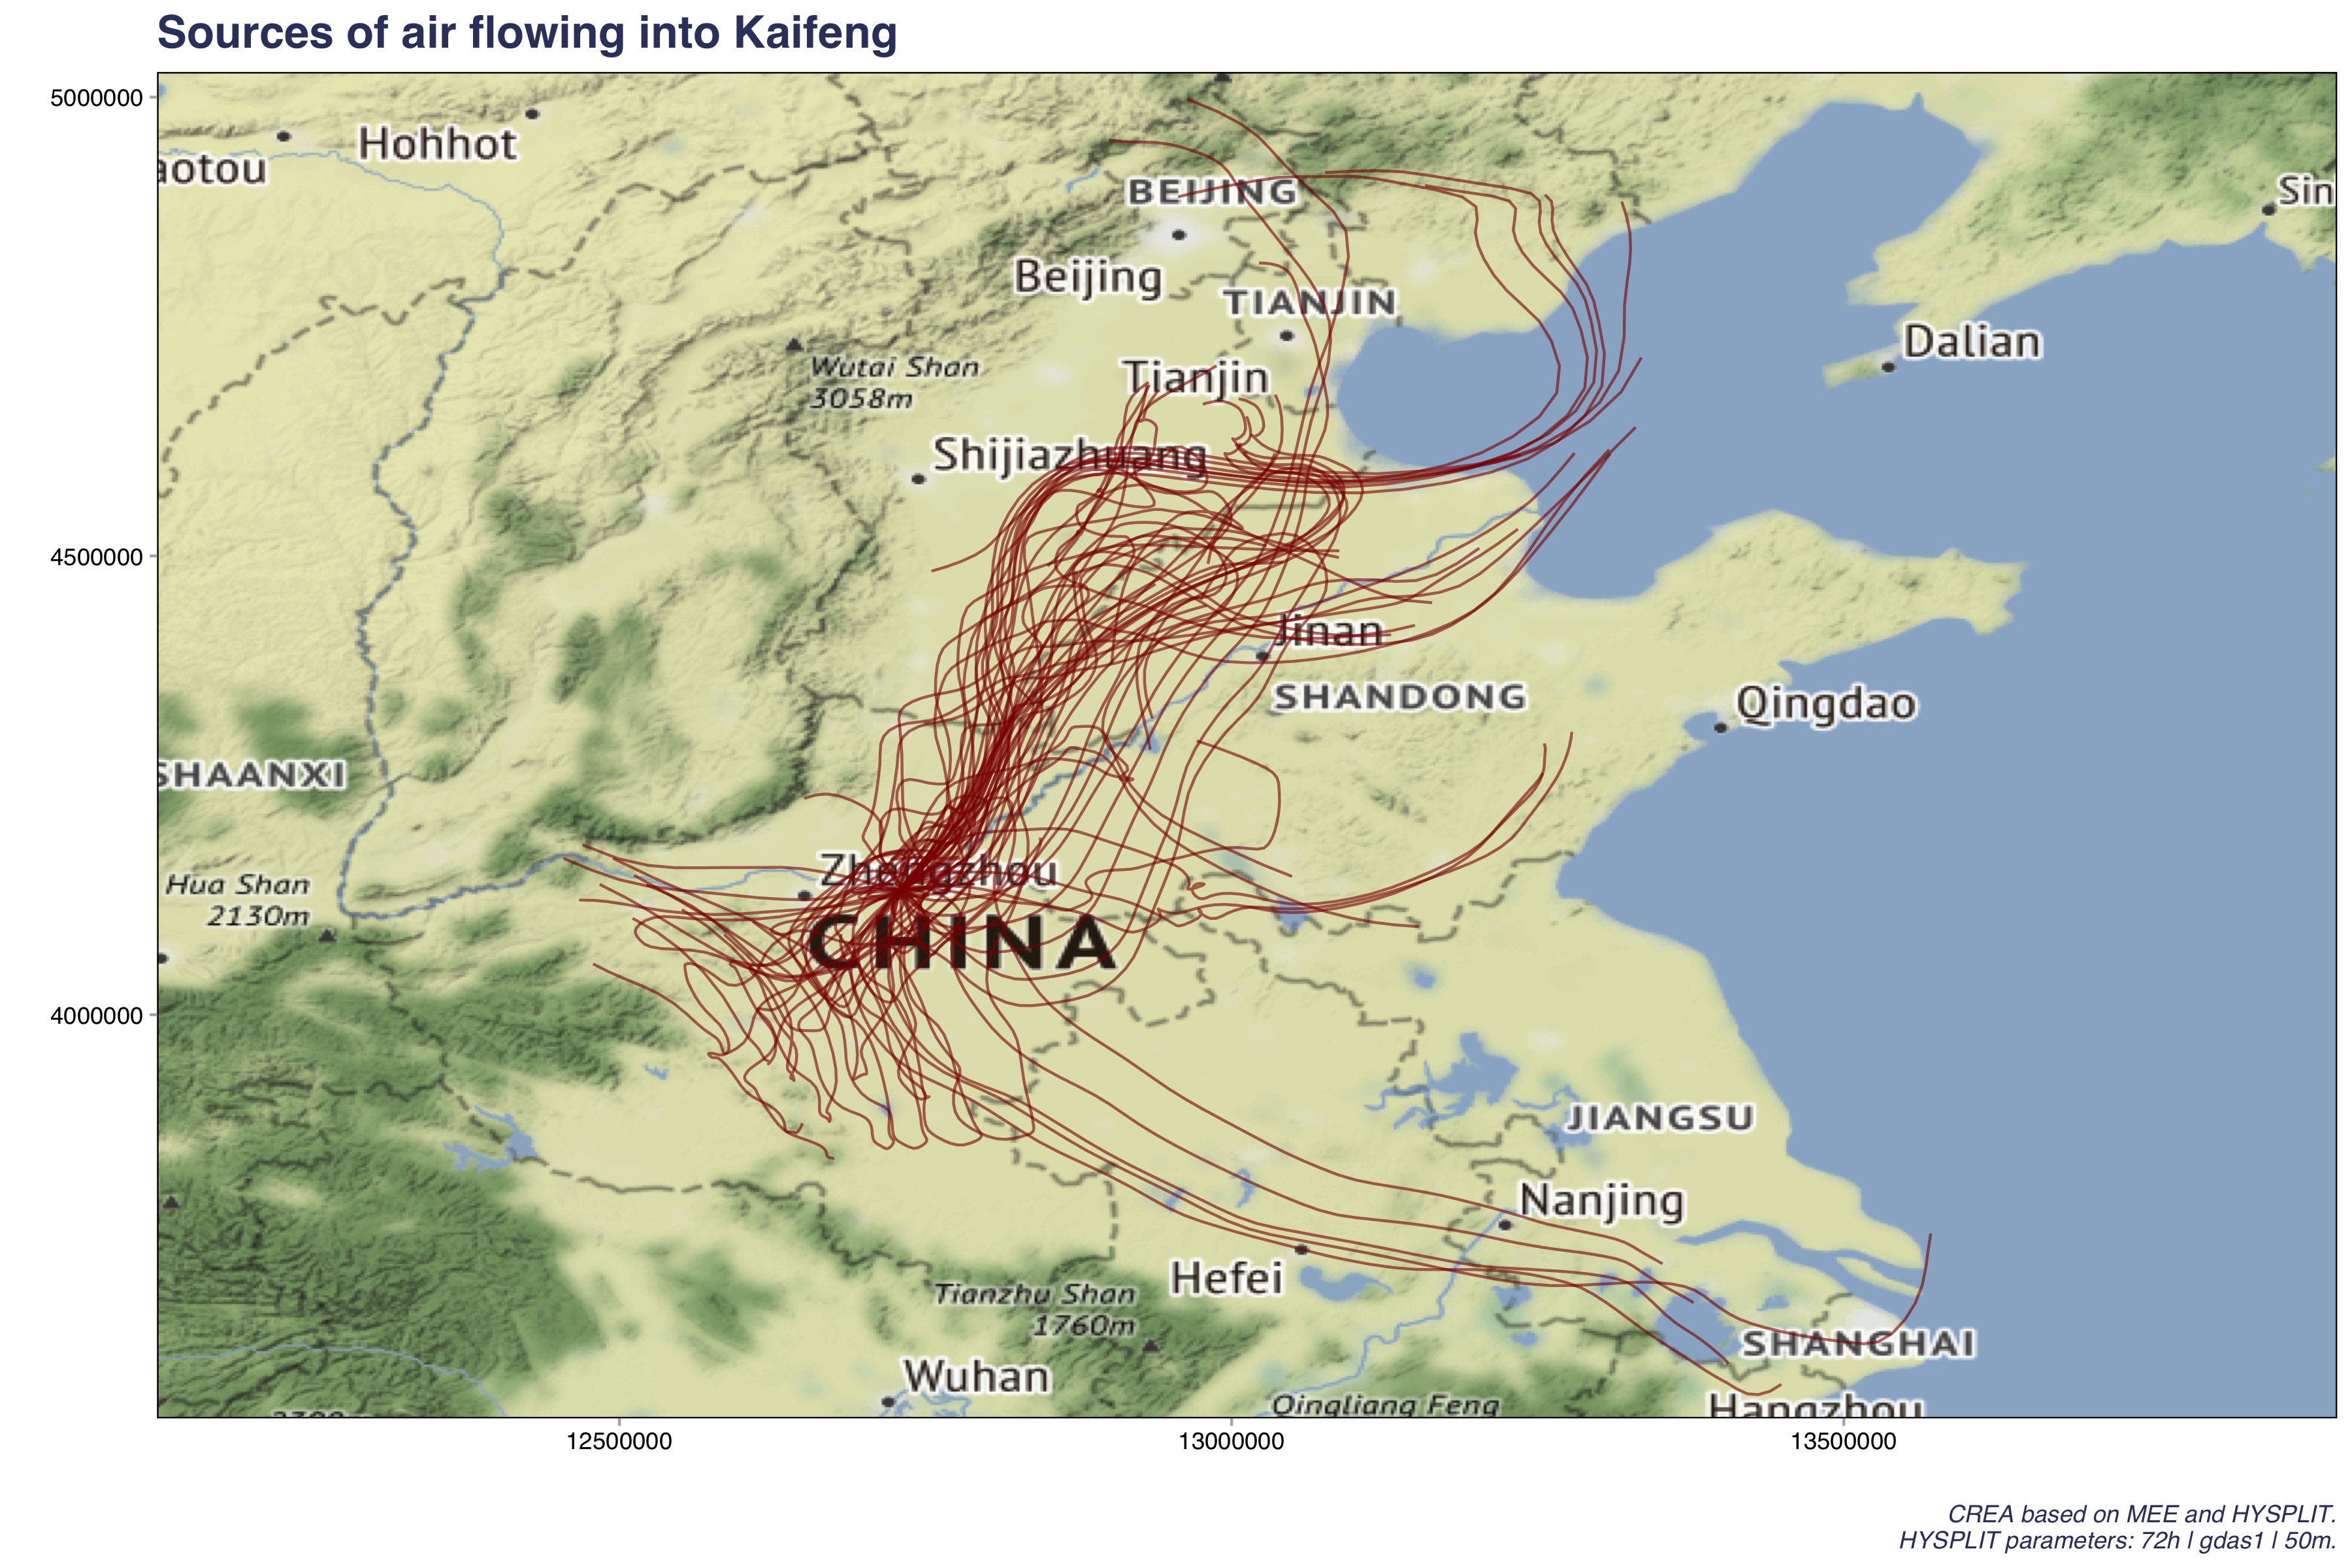 Sources of air flowing into Kaifeng
5000000
4500000
4000000
12500000
13000000
13500000
Hohhot
aotou
BEIJING
Beijing
TIANJIN
Tianjin
Sin
Dalian
Wutai Shan
3058m
Shijiazhuang
Jinan
SHANDONG
Qingdao
SHAANXI
Hua Shan
2130m
Zhengzhou
CHINA
JIANGSU
Nanjing
Hefei
Tianzhu Shan
1760m
SHANGHAI
Wuhan
Qingliang Feng
Hangzhou
CREA based on MEE and HYSPLIT.
HYSPLIT parameters: 72h | gdas1 | 50m.